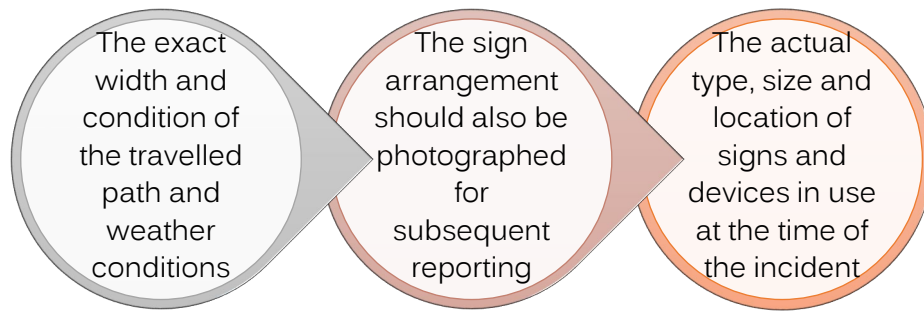 The exact
width and
condition of
the travelled
path and
weather
conditions
The sign
arrangement
should also be
photographed
for
subsequent
reporting
The actual
type, size and
location of
signs and
devices in use
at the time of
the incident